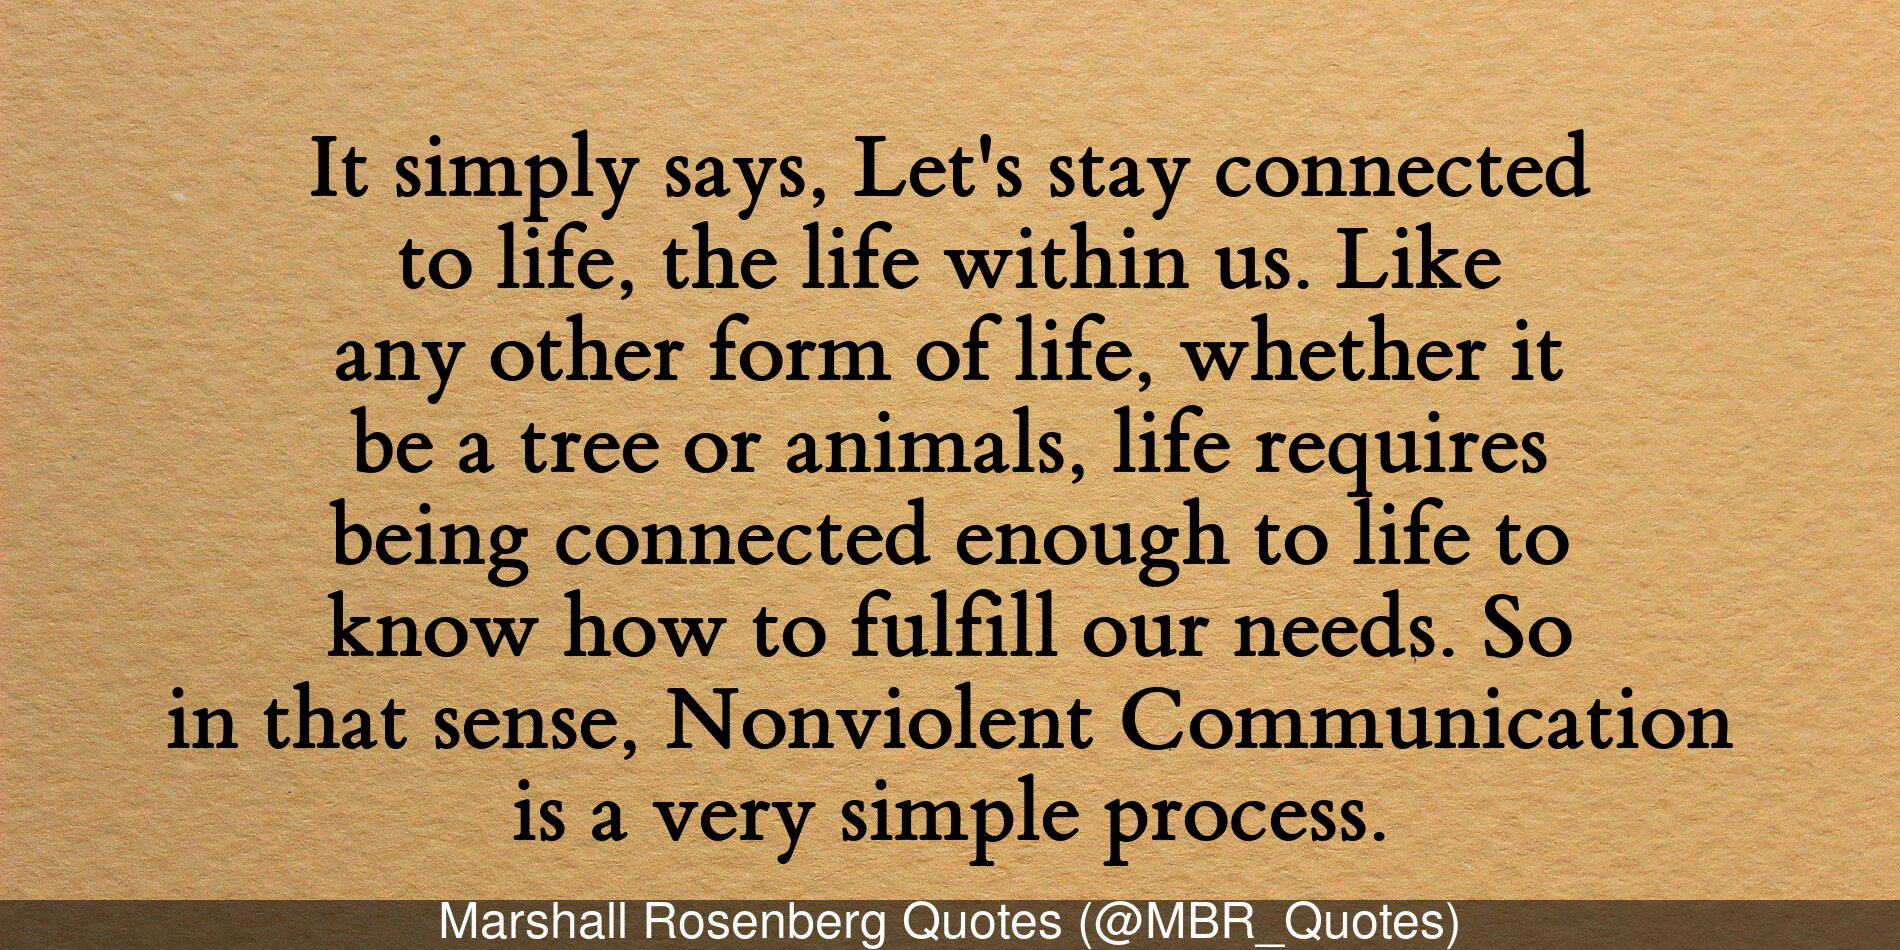 It simply says, Let's stay connected
to life, the life within us. Like
any other form of life, whether it
be a tree or animals, life requires
being connected enough to life to
know how to fulfill our needs. So
in that sense, Nonviolent Communication
is a very simple process.
Marshall Rosenberg Quotes (@MBR_Quotes)